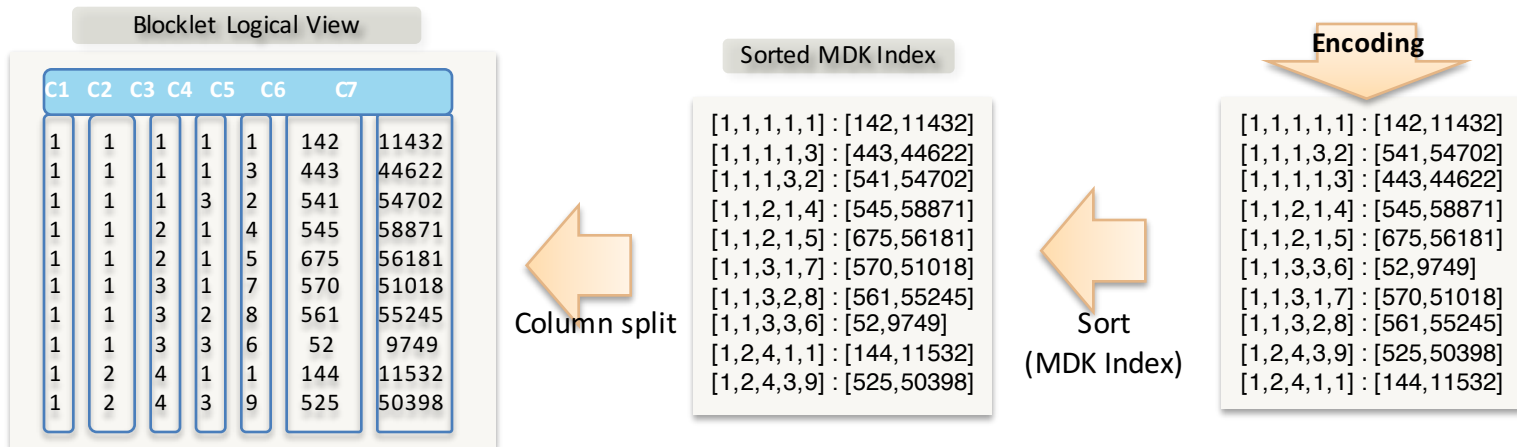 Blocklet Logical View
C1 C2 C3 C4 C5 C6 C7
1 1 1 1 1 142 11432
1 1 1 1 3 443 44622
1 1 1 3 2 541 54702
1 1 2 1 4 545 58871
1 1 2 1 5 675 56181
1 1 3 1 7 570 51018
1 1 3 2 8 561 55245
1 1 3 3 6 52 9749
1 2 4 1 1 144 11532
1 2 4 3 9 525 50398
Column split
Sorted MDK Index
[1,1,1,1,1] : [142,11432]
[1,1,1,1,3] : [443,44622]
[1,1,1,3,2] : [541,54702]
[1,1,2,1,4] : [545,58871]
[1,1,2,1,5] : [675,56181]
[1,1,3,1,7] : [570,51018]
[1,1,3,2,8] : [561,55245]
[1,1,3,3,6] : [52,9749]
[1,2,4,1,1] : [144,11532]
[1,2,4,3,9] : [525,50398]
Sort
(MDK Index)
Encoding
[1,1,1,1,1] : [142,11432]
[1,1,1,3,2] : [541,54702]
[1,1,1,1,3] : [443,44622]
[1,1,2,1,4] : [545,58871]
[1,1,2,1,5] : [675,56181]
[1,1,3,3,6] : [52,9749]
[1,1,3,1,7] : [570,51018]
[1,1,3,2,8] : [561,55245]
[1,2,4,3,9] : [525,50398]
[1,2,4,1,1] : [144,11532]